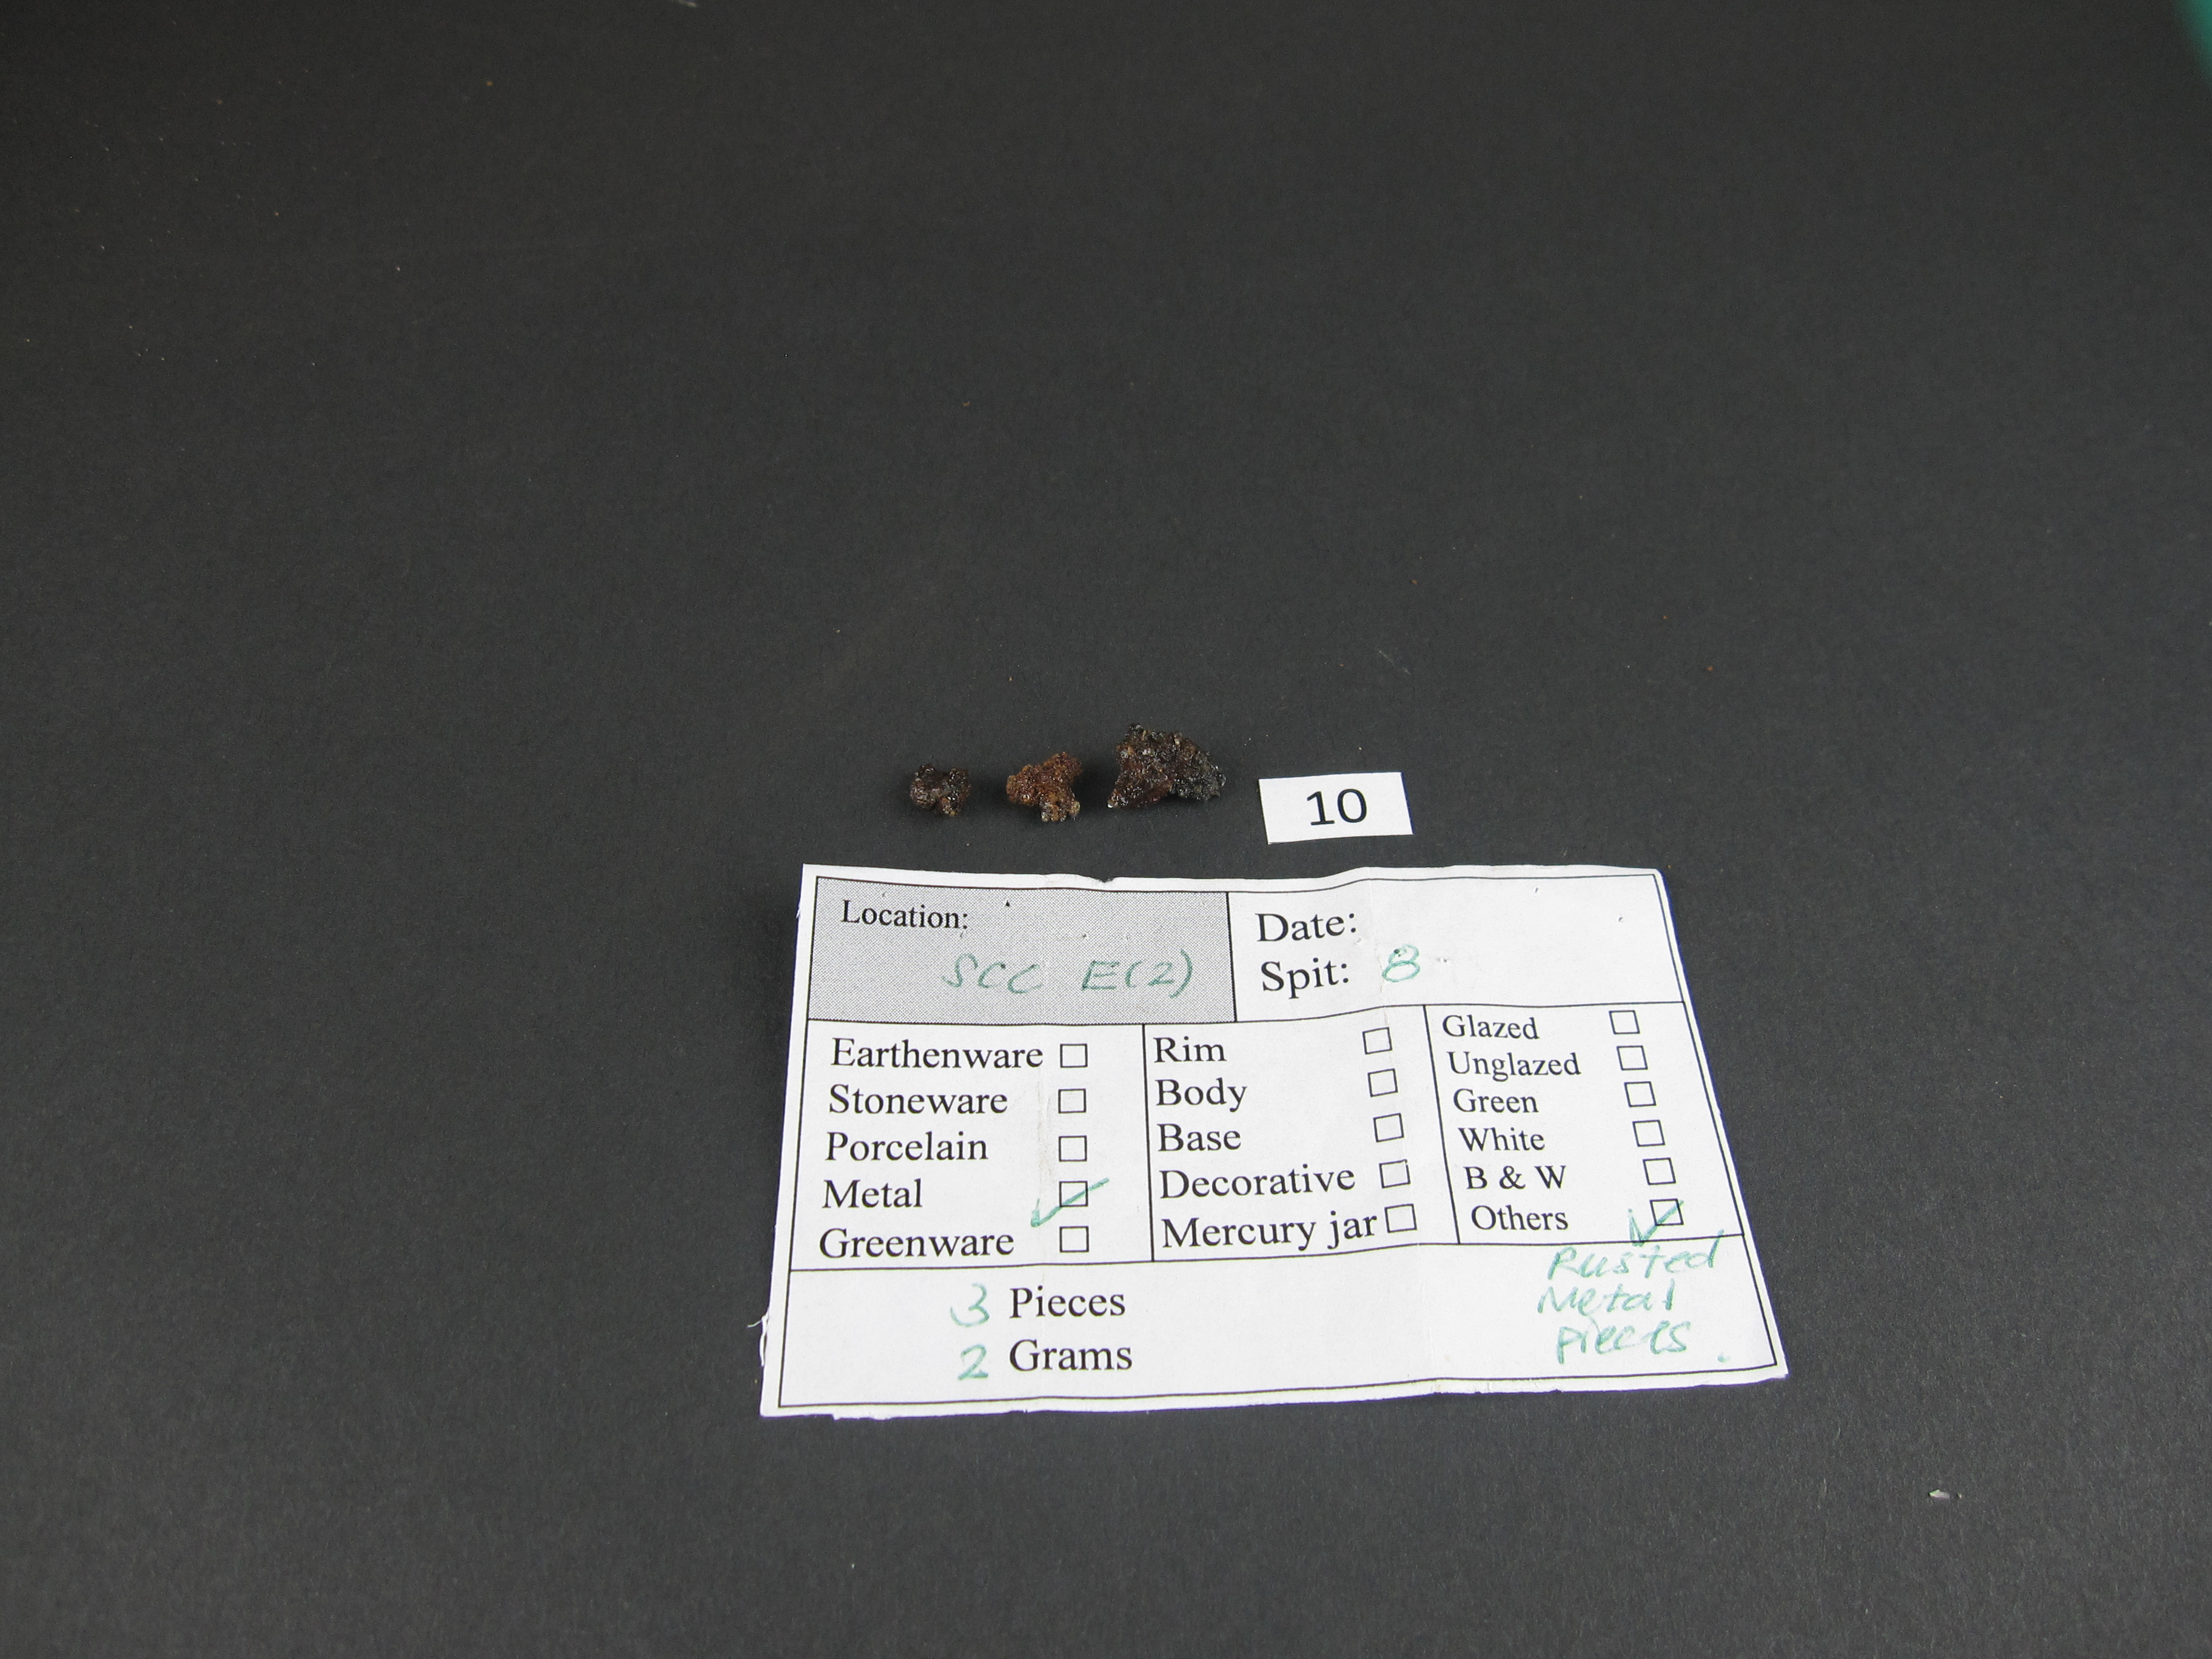 10
Location:
SCC E(2)
Date:
Spit: 8
Earthenware
Stoneware
Porcelain
Metal
Greenware
Rim
Body
Base
Decorative
Mercury jar
Glazed
Unglazed
Green
White
B & W
Others
3 Pieces
2 Grams
Rusted
Metal
pieces.